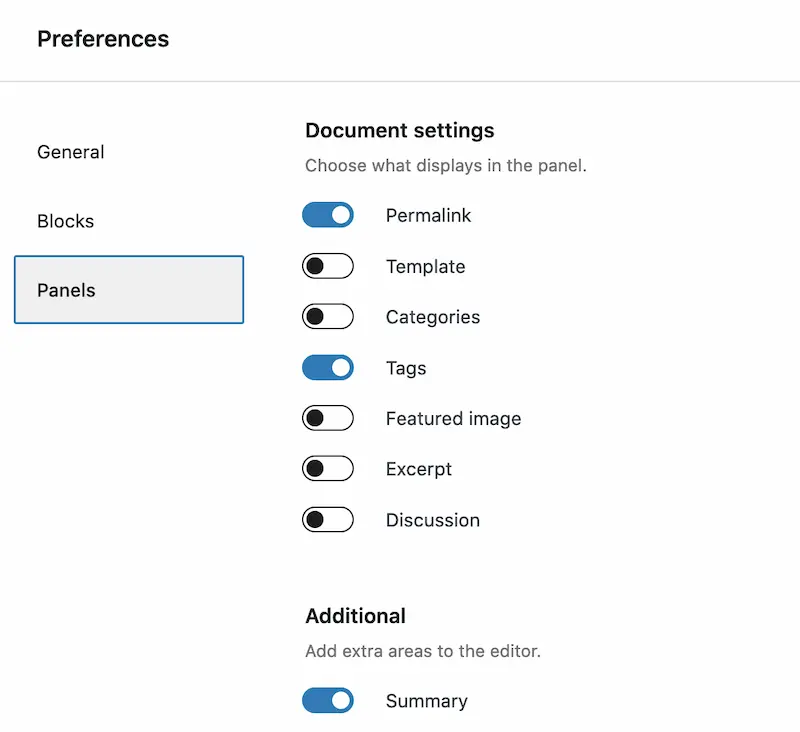 Preferences
General
Blocks
Panels
Document settings
Choose what displays in the panel.
Permalink
Template
Categories
Tags
Featured image
Excerpt
Discussion
Additional
Add extra areas to the editor.
Summary